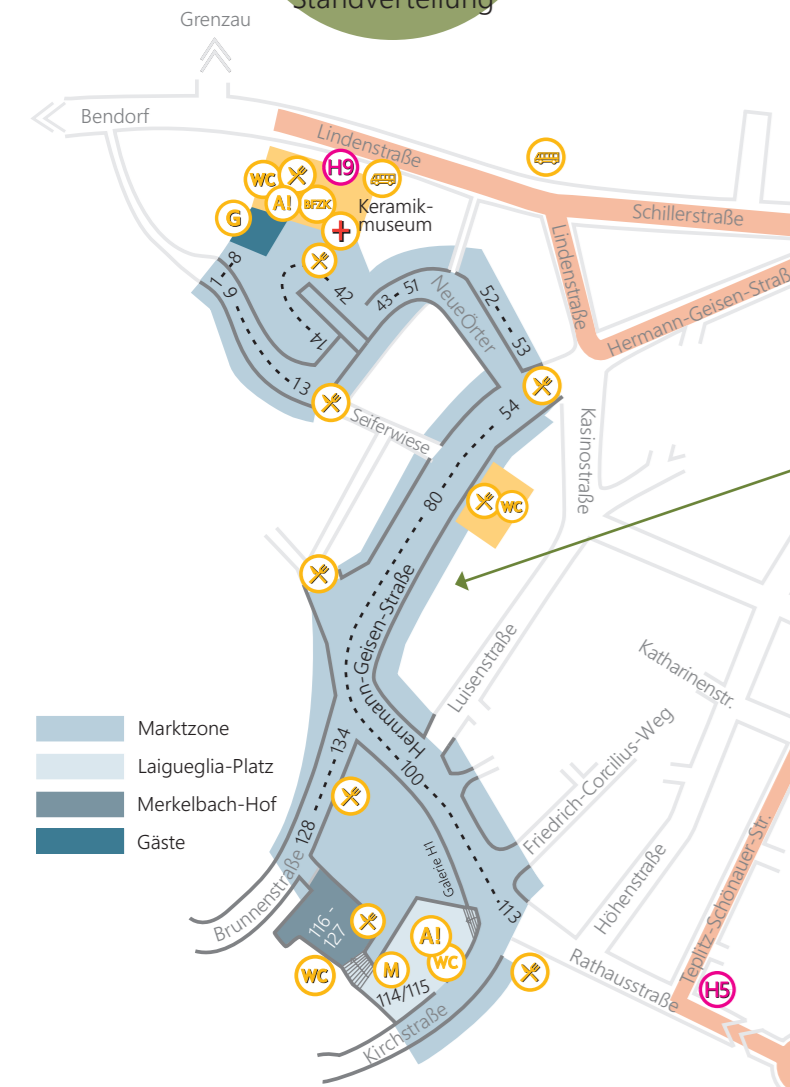 Standverteilung
Grenzau
Bendorf
Lindenstraße
H9
WC
A!
BFZK
G
Keramik-
museum
Schillerstraße
Lindenstraße
Hermann-Geisen-Straß
1 - 8
9
13
14
42
43 - 51
Neue Örter
52
53
54
Seiferwiese
Kasinostraße
80
WC
Herrmann-Geisen-Straße
Luisenstraße
Katharinenstr.
Marktzone
Laigueglia-Platz
Merkelbach-Hof
Gäste
134
100
128
Friedrich-Corcilius-Weg
Galerie H1
Höhenstraße
Teplitz-Schönauer-Str.
Brunnenstraße
116 -
127
113
A!
WC
M
WC
114/115
Rathausstraße
H5
Kirchstraße